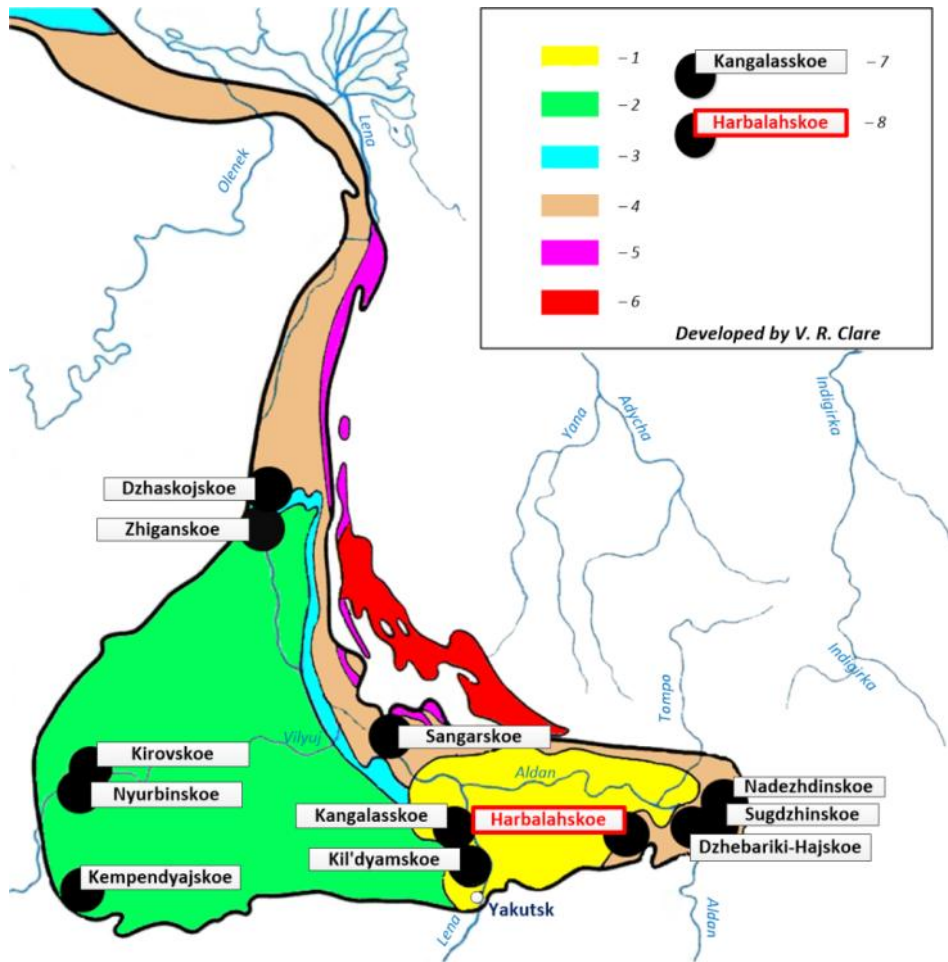 – 1
– 2
– 3
– 4
– 5
– 6
Kangalasskoe – 7
Harbalahskoe – 8
Developed by V. R. Clare
Olenek
Lena
Yana
Adycha
Indigirka
Indigirka
Tompo
Dzhaskojskoe
Zhiganskoe
Vilyuj
Sangarskoe
Aldan
Kirovskoe
Nyurbinskoe
Kempendyajskoe
Kangalasskoe
Harbalahskoe
Kil'dyamskoe
Nadezhdinskoe
Sugdzhinskoe
Dzhebariki-Hajskoe
Yakutsk
Lena
Aldan